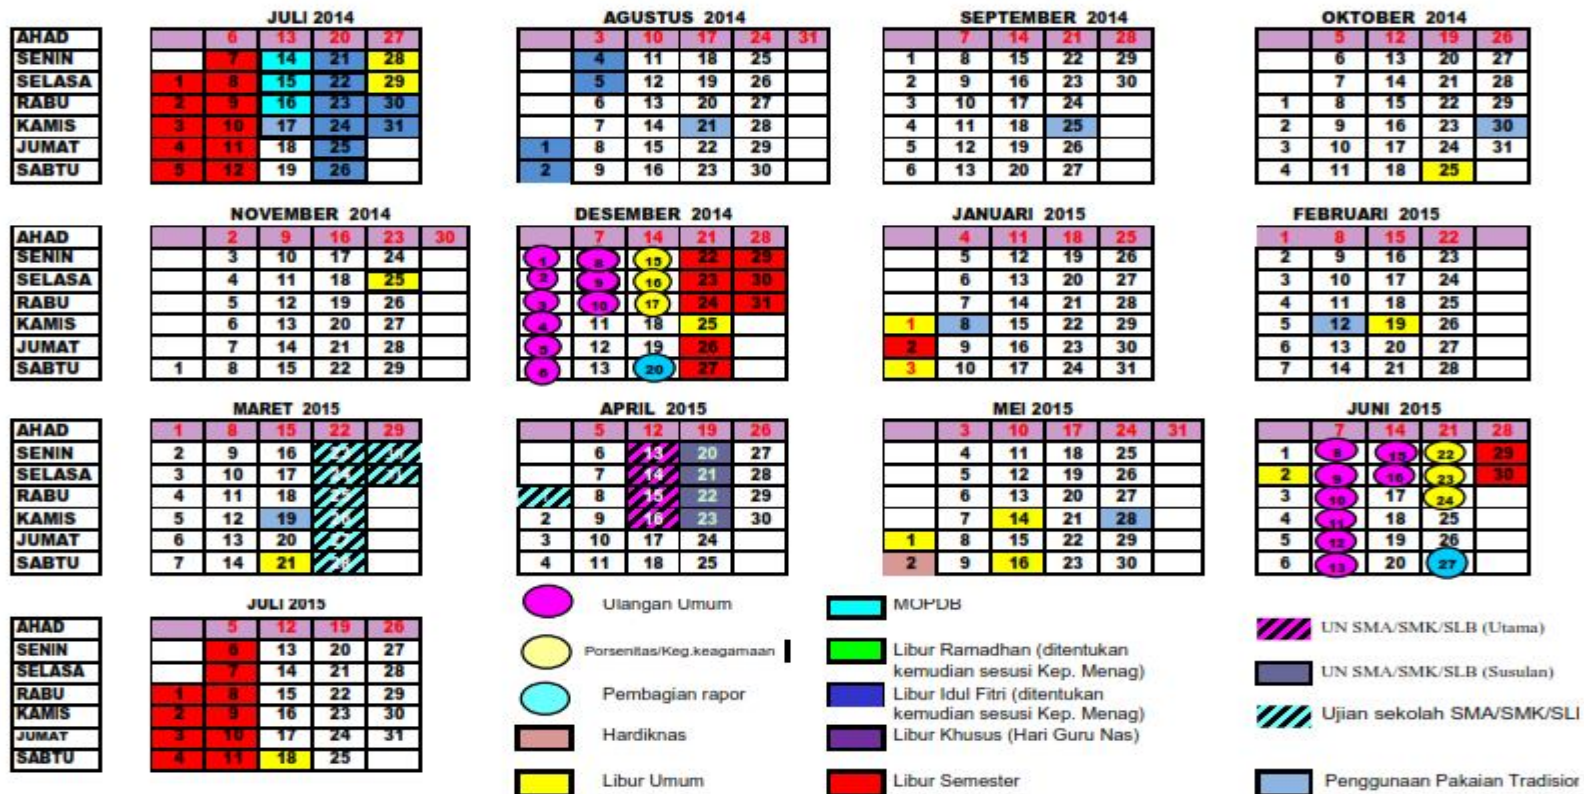 JULI 2014 AGUSTUS 2014 SEPTEMBER 2014 OKTOBER 2014
AHAD 6 13 20 27 3 10 17 24 31 7 14 21 28 5 12 19 26
SENIN 7 14 21 28 4 11 18 25 1 8 15 22 29 6 13 20 27
SELASA 1 8 15 22 29 5 12 19 26 2 9 16 23 30 7 14 21 28
RABU 2 9 16 23 30 6 13 20 27 3 10 17 24 1 8 15 22 29
KAMIS 3 10 17 24 31 7 14 21 28 4 11 18 25 2 9 16 23 30
JUMAT 4 11 18 25 1 8 15 22 29 5 12 19 26 3 10 17 24 31
SABTU 5 12 19 26 2 9 16 23 30 6 13 20 27 4 11 18 25
NOVEMBER 2014 DESEMBER 2014 JANUARI 2015 FEBRUARI 2015
AHAD 2 9 16 23 30 7 14 21 28 4 11 18 25 1 8 15 22
SENIN 3 10 17 24 1 8 15 22 29 5 12 19 26 2 9 16 23
SELASA 4 11 18 25 2 9 16 23 30 6 13 20 27 3 10 17 24
RABU 5 12 19 26 3 10 17 24 31 7 14 21 28 4 11 18 25
KAMIS 6 13 20 27 4 11 18 25 1 8 15 22 29 5 12 19 26
JUMAT 7 14 21 28 5 12 19 26 2 9 16 23 30 6 13 20 27
SABTU 1 8 15 22 29 6 13 20 27 3 10 17 24 31 7 14 21 28
MARET 2015 APRIL 2015 MEI 2015 JUNI 2015
AHAD 1 8 15 22 29 5 12 19 26 3 10 17 24 31 7 14 21 28
SENIN 2 9 16 23 6 13 20 27 4 11 18 25 1 8 15 22 29
SELASA 3 10 17 24 7 14 21 28 5 12 19 26 2 9 16 23 30
RABU 4 11 18 25 8 15 22 29 6 13 20 27 3 10 17 24
KAMIS 5 12 19 26 2 9 16 23 30 7 14 21 28 4 11 18 25
JUMAT 6 13 20 27 3 10 17 24 1 8 15 22 29 5 12 19 26
SABTU 7 14 21 28 4 11 18 25 2 9 16 23 30 6 13 20 27
JULI 2015
AHAD 5 12 19 26
SENIN 6 13 20 27
SELASA 7 14 21 28
RABU 1 8 15 22 29
KAMIS 2 9 16 23 30
JUMAT 3 10 17 24 31
SABTU 4 11 18 25
Ulangan Umum
Porsenitas/Keg.keagamaan
Pembagian rapor
Hardiknas
Libur Umum
MOPDB
Libur Ramadhan (ditentukan
kemudian sesusi Kep. Menag)
Libur Idul Fitri (ditentukan
kemudian sesusi Kep. Menag)
Libur Khusus (Hari Guru Nas)
Libur Semester
UN SMA/SMK/SLB (Utama)
UN SMA/SMK/SLB (Susulan)
Ujian sekolah SMA/SMK/SLI
Penggunaan Pakaian Tradisior